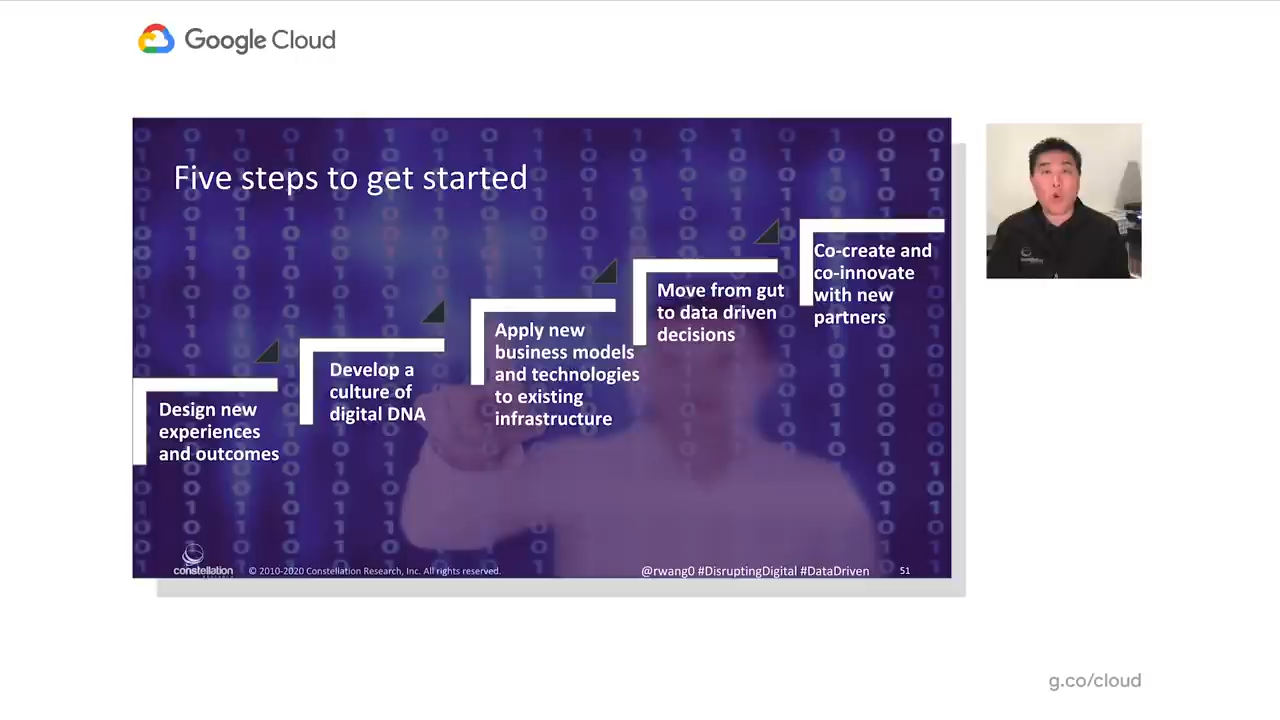 Google Cloud
Five steps to get started
Design new
experiences
and outcomes
Develop a
culture of
digital DNA
Apply new
business models
and technologies
to existing
infrastructure
Move from gut
to data driven
decisions
Co-create and
co-innovate
with new
partners
constellation
© 2010-2020 Constellation Research, Inc. All rights reserved.
@rwang0 #DisruptingDigital #DataDriven
51
g.co/cloud